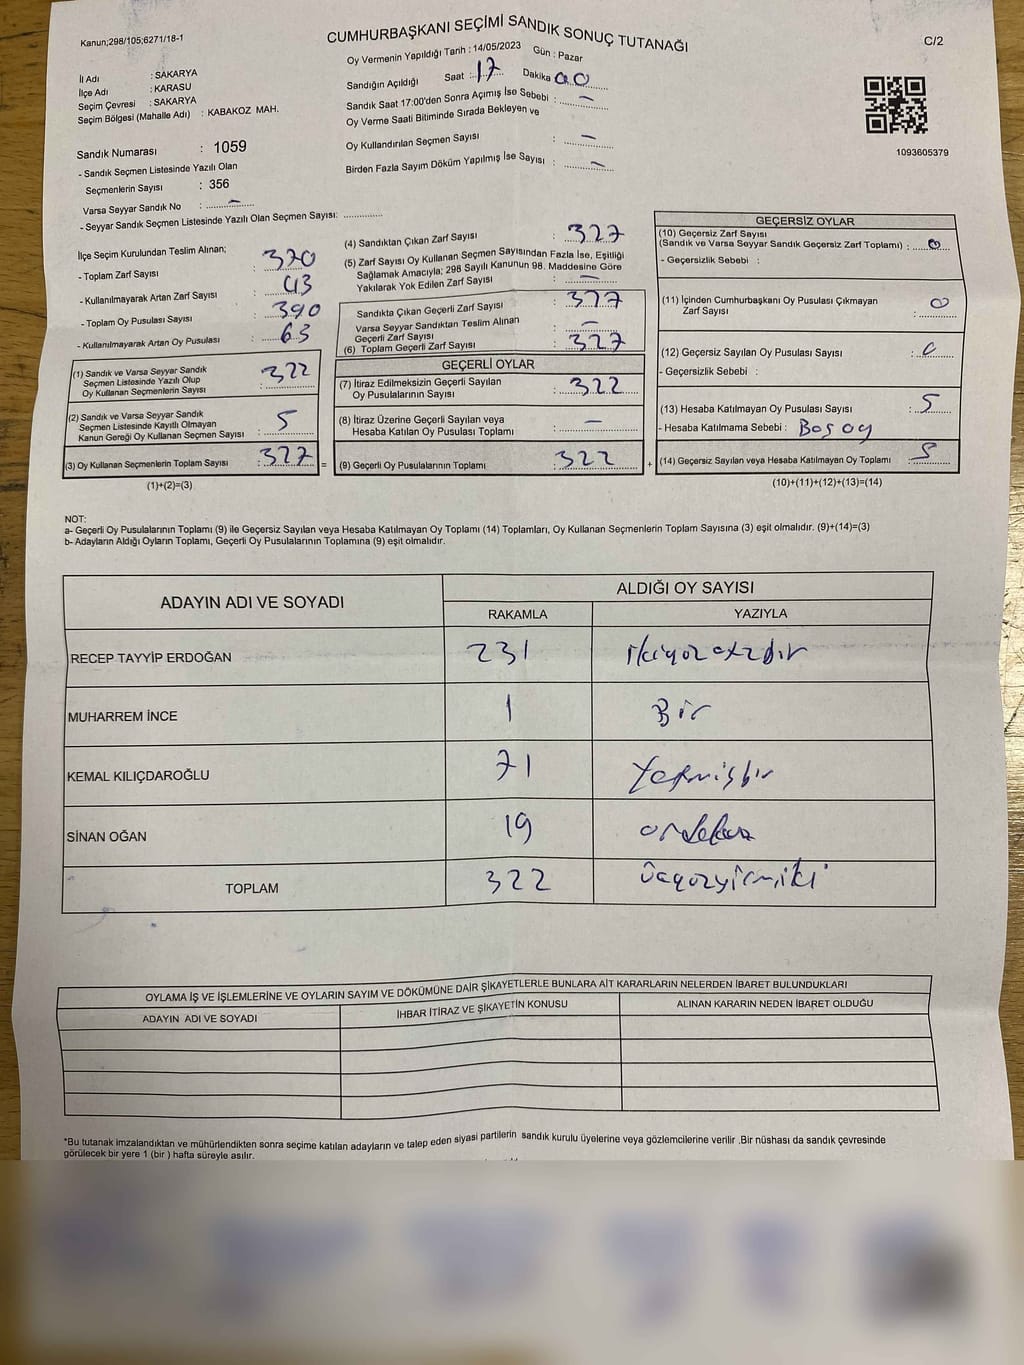 Kanun;298/105;6271/18-1
CUMHURBAŞKANI SEÇİMİ SANDIK SONUÇ TUTANAĞI
C/2
İl Adı : SAKARYA
İlçe Adı : KARASU
Seçim Çevresi : SAKARYA
Seçim Bölgesi (Mahalle Adı) : KABAKOZ MAH.
Oy Vermenin Yapıldığı Tarih : 14/05/2023 Gün : Pazar
Sandığın Açıldığı Saat : 17 Dakika 00
Sandık Saat 17:00'den Sonra Açımış İse Sebebi : —
Oy Verme Saati Bitiminde Sırada Bekleyen ve
Oy Kullandırılan Seçmen Sayısı : —
Birden Fazla Sayım Döküm Yapılmış İse Sayısı : —
1093605379
Sandık Numarası : 1059
- Sandık Seçmen Listesinde Yazılı Olan
Seçmenlerin Sayısı : 356
Varsa Seyyar Sandık No : —
- Seyyar Sandık Seçmen Listesinde Yazılı Olan Seçmen Sayısı: ............
İlçe Seçim Kurulundan Teslim Alınan;
- Toplam Zarf Sayısı : 370
- Kullanılmayarak Artan Zarf Sayısı : 43
- Toplam Oy Pusulası Sayısı : 390
- Kullanılmayarak Artan Oy Pusulası : 63
(1) Sandık ve Varsa Seyyar Sandık
Seçmen Listesinde Yazılı Olup
Oy Kullanan Seçmenlerin Sayısı : 322
(2) Sandık ve Varsa Seyyar Sandık
Seçmen Listesinde Kayıtlı Olmayan
Kanun Gereği Oy Kullanan Seçmen Sayısı : 5
(3) Oy Kullanan Seçmenlerin Toplam Sayısı : 327 =
(1)+(2)=(3)
(4) Sandıktan Çıkan Zarf Sayısı : 327
(5) Zarf Sayısı Oy Kullanan Seçmen Sayısından Fazla İse, Eşitliği
Sağlamak Amacıyla; 298 Sayılı Kanunun 98. Maddesine Göre
Yakılarak Yok Edilen Zarf Sayısı : —
Sandıkta Çıkan Geçerli Zarf Sayısı : 327
Varsa Seyyar Sandıktan Teslim Alınan
Geçerli Zarf Sayısı : —
(6) Toplam Geçerli Zarf Sayısı : 327
GEÇERLİ OYLAR
(7) İtiraz Edilmeksizin Geçerli Sayılan
Oy Pusulalarının Sayısı : 322
(8) İtiraz Üzerine Geçerli Sayılan veya
Hesaba Katılan Oy Pusulası Toplamı : —
(9) Geçerli Oy Pusulalarının Toplamı : 322 +
GEÇERSİZ OYLAR
(10) Geçersiz Zarf Sayısı
(Sandık ve Varsa Seyyar Sandık Geçersiz Zarf Toplamı) : 0
- Geçersizlik Sebebi :
(11) İçinden Cumhurbaşkanı Oy Pusulası Çıkmayan
Zarf Sayısı : 0
(12) Geçersiz Sayılan Oy Pusulası Sayısı : 0
- Geçersizlik Sebebi :
(13) Hesaba Katılmayan Oy Pusulası Sayısı : 5
- Hesaba Katılmama Sebebi : Boş oy
(14) Geçersiz Sayılan veya Hesaba Katılmayan Oy Toplamı : 5
(10)+(11)+(12)+(13)=(14)
NOT:
a- Geçerli Oy Pusulalarının Toplamı (9) ile Geçersiz Sayılan veya Hesaba Katılmayan Oy Toplamı (14) Toplamları, Oy Kullanan Seçmenlerin Toplam Sayısına (3) eşit olmalıdır. (9)+(14)=(3)
b- Adayların Aldığı Oyların Toplamı, Geçerli Oy Pusulalarının Toplamına (9) eşit olmalıdır.
ADAYIN ADI VE SOYADI ALDIĞI OY SAYISI
RAKAMLA YAZIYLA
RECEP TAYYİP ERDOĞAN 231 ikiyüzotuzbir
MUHARREM İNCE 1 Bir
KEMAL KILIÇDAROĞLU 71 Yetmişbir
SİNAN OĞAN 19 ondokuz
TOPLAM 322 üçyüzyirmiiki
OYLAMA İŞ VE İŞLEMLERİNE VE OYLARIN SAYIM VE DÖKÜMÜNE DAİR ŞİKAYETLERLE BUNLARA AİT KARARLARIN NELERDEN İBARET BULUNDUKLARI
ADAYIN ADI VE SOYADI İHBAR İTİRAZ VE ŞİKAYETİN KONUSU ALINAN KARARIN NEDEN İBARET OLDUĞU
*Bu tutanak imzalandıktan ve mühürlendikten sonra seçime katılan adayların ve talep eden siyasi partilerin sandık kurulu üyelerine veya gözlemcilerine verilir .Bir nüshası da sandık çevresinde
görülecek bir yere 1 (bir ) hafta süreyle asılır.